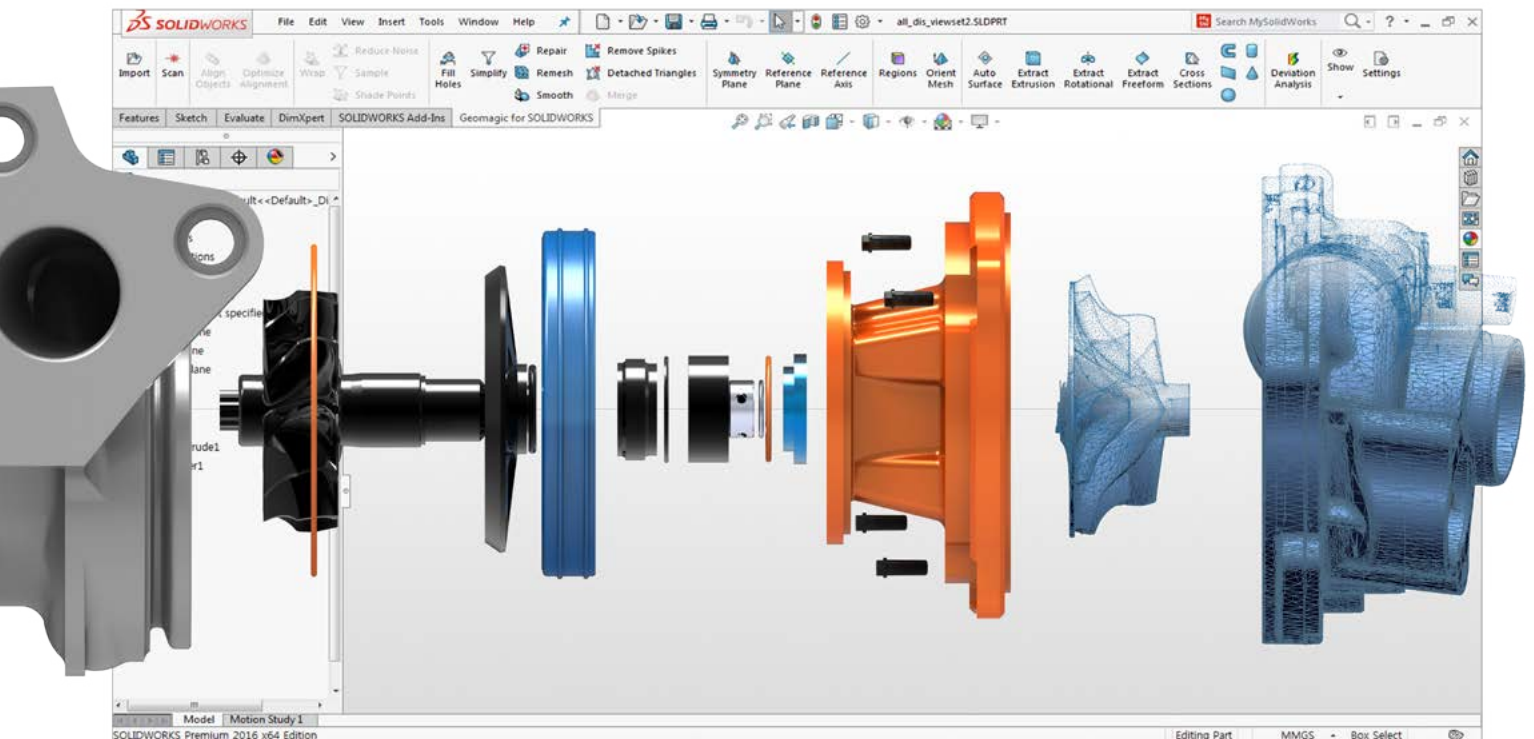 SOLIDWORKS File Edit View Insert Tools Window Help all_dis_viewset2.SLDPRT Search MySolidWorks ?
Reduce Noise Repair Remove Spikes
Import Scan Align Objects Optimize Alignment Wrap Sample Fill Holes Simplify Remesh Detached Triangles Symmetry Plane Reference Plane Reference Axis Regions Orient Mesh Auto Surface Extract Extrusion Extract Rotational Extract Freeform Cross Sections Deviation Analysis Show Settings
Shade Points Smooth Merge
Features Sketch Evaluate DimXpert SOLIDWORKS Add-Ins Geomagic for SOLIDWORKS
ult<<Default>_Di
s
tions
t specifie
ne
ne
lane
rude1
r1
Model Motion Study 1
SOLIDWORKS Premium 2016 x64 Edition Editing Part MMGS Box Select